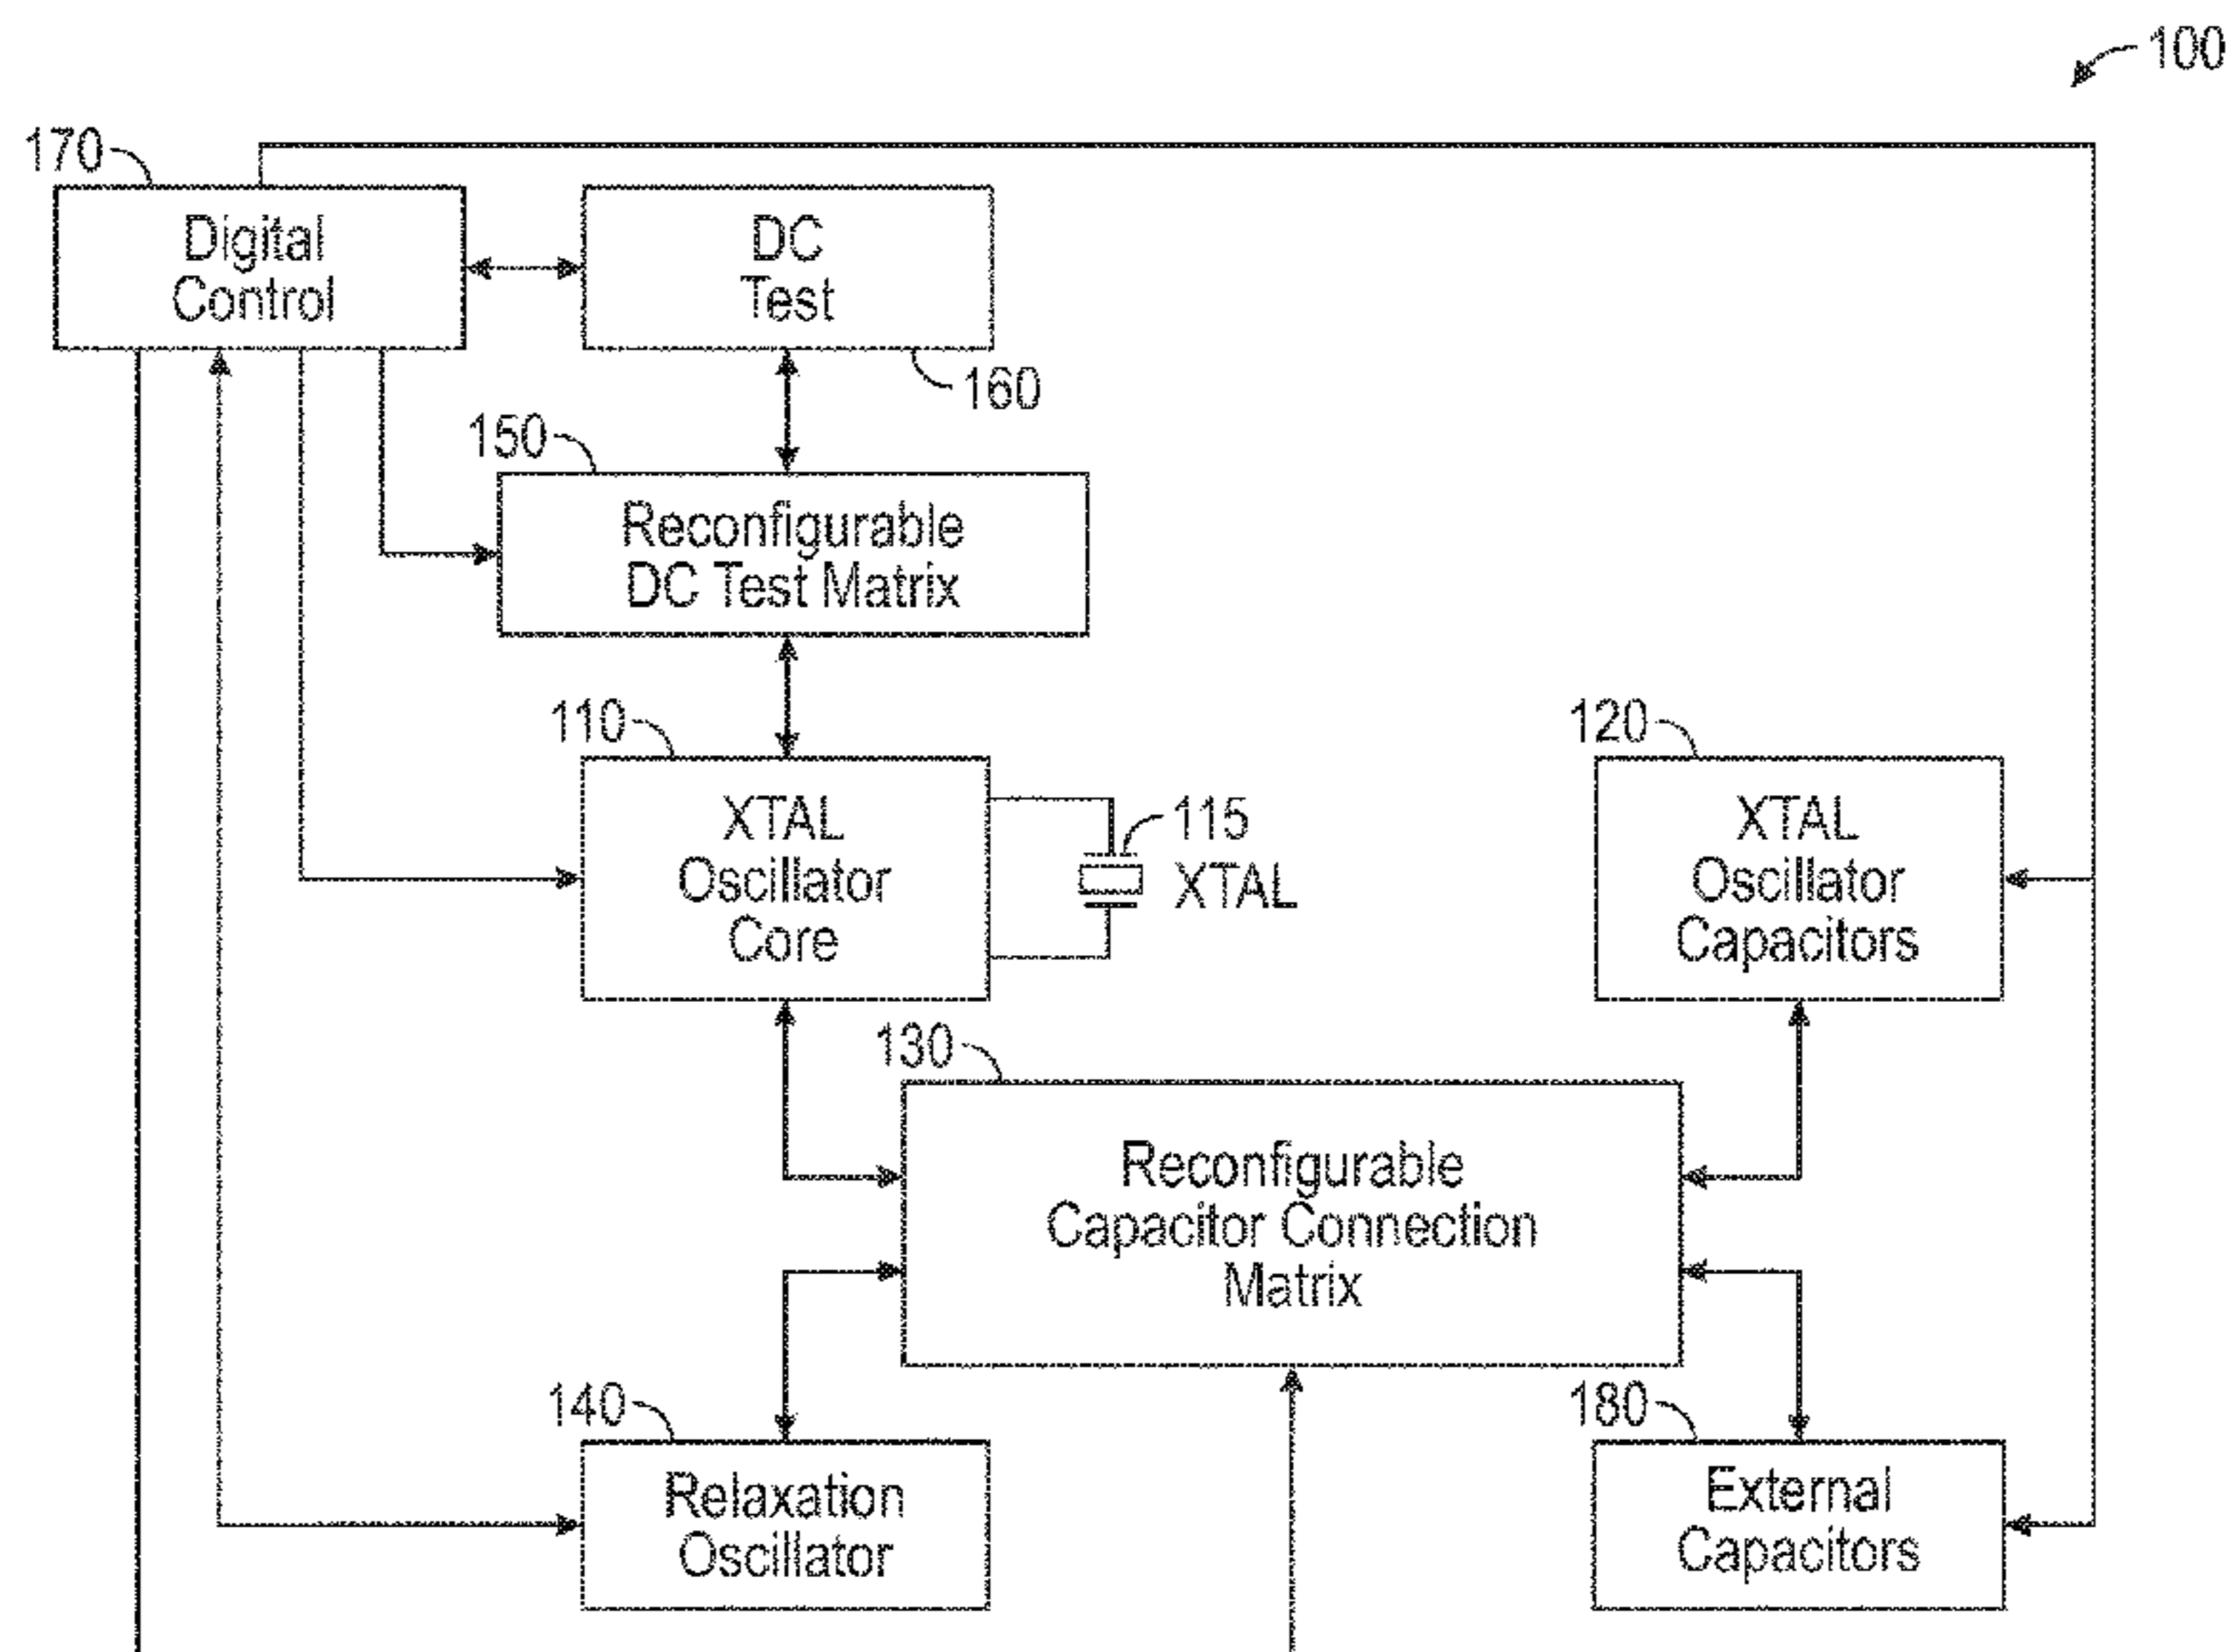 100
170
Digital
Control
DC
Test
160
150
Reconfigurable
DC Test Matrix
110
XTAL
Oscillator
Core
115
XTAL
120
XTAL
Oscillator
Capacitors
130
Reconfigurable
Capacitor Connection
Matrix
140
Relaxation
Oscillator
180
External
Capacitors